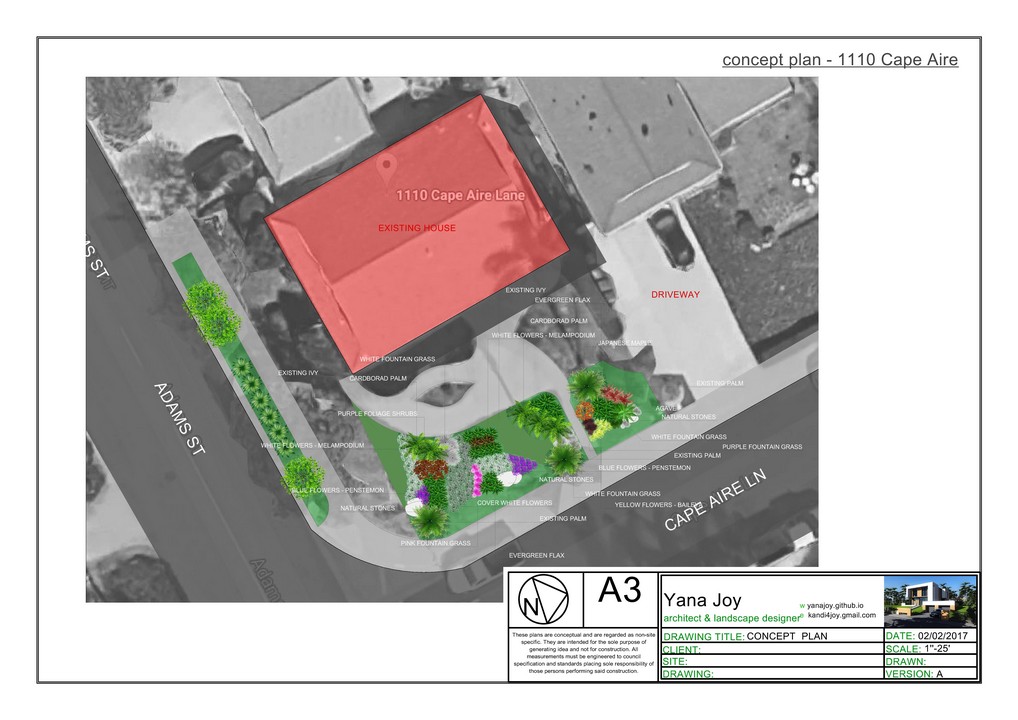 concept plan - 1110 Cape Aire
1110 Cape Aire Lane
EXISTING HOUSE
MS ST
EXISTING IVY
DRIVEWAY
EVERGREEN FLAX
CARDBORAD PALM
WHITE FLOWERS - MELAMPODIUM
JAPANESE MAPLE
WHITE FOUNTAIN GRASS
EXISTING IVY
CARDBORAD PALM
EXISTING PALM
ADAMS ST
PURPLE FOLIAGE SHRUBS
AGAVE
NATURAL STONES
WHITE FLOWERS - MELAMPODIUM
WHITE FOUNTAIN GRASS
PURPLE FOUNTAIN GRASS
EXISTING PALM
BLUE FLOWERS - PENSTEMON
NATURAL STONES
BLUE FLOWERS - PENSTEMON
WHITE FOUNTAIN GRASS
COVER WHITE FLOWERS
NATURAL STONES
CAPE AIRE LN
EXISTING PALM
PINK FOUNTAIN GRASS
EVERGREEN FLAX
Adam
N
A3
Yana Joy
architect & landscape designer
w yanajoy.github.io
e kandi4joy.gmail.com
These plans are conceptual and are regarded as non-site
specific. They are intended for the sole purpose of
generating idea and not for construction. All
measurements must be engineered to council
specification and standards placing sole responsibility of
those persons performing said construction.
DRAWING TITLE: CONCEPT PLAN
DATE: 02/02/2017
CLIENT:
SCALE: 1"-25'
SITE:
DRAWN:
DRAWING:
VERSION: A